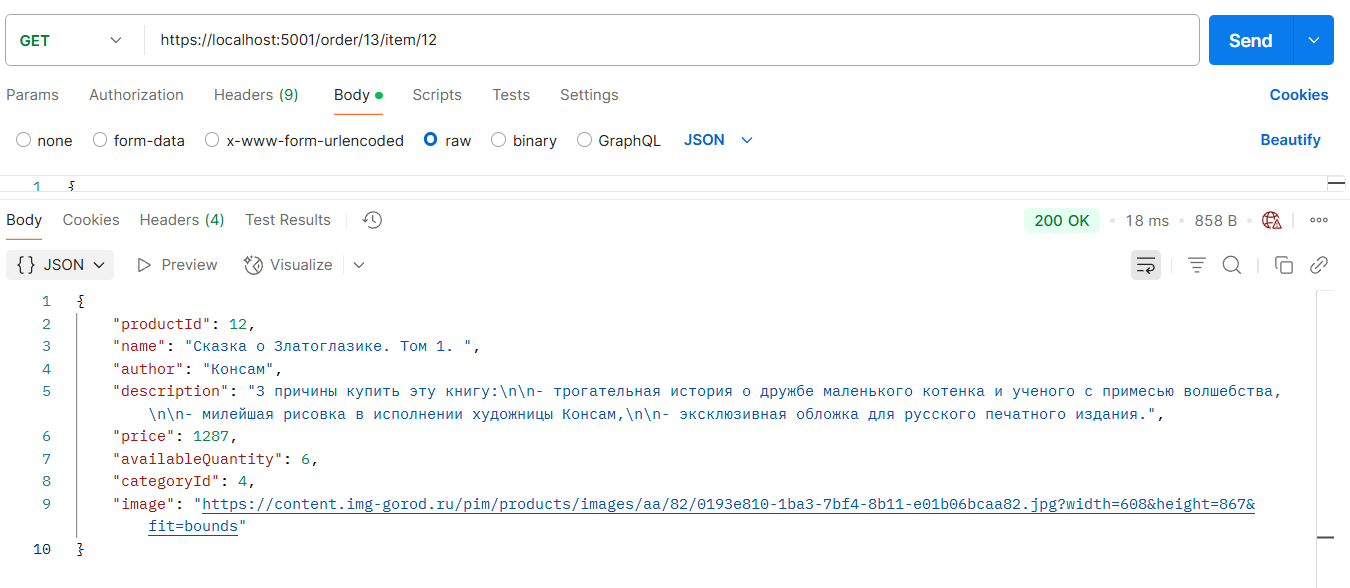 GET https://localhost:5001/order/13/item/12 Send
Params Authorization Headers (9) Body Scripts Tests Settings Cookies
none form-data x-www-form-urlencoded raw binary GraphQL JSON Beautify
1 {
Body Cookies Headers (4) Test Results 200 OK 18 ms 858 B
{} JSON Preview Visualize
1 {
2 "productId": 12,
3 "name": "Сказка о Златоглазике. Том 1. ",
4 "author": "Консам",
5 "description": "3 причины купить эту книгу:\n\n- трогательная история о дружбе маленького котенка и ученого с примесью волшебства,
\n\n- милейшая рисовка в исполнении художницы Консам,\n\n- эксклюзивная обложка для русского печатного издания.",
6 "price": 1287,
7 "availableQuantity": 6,
8 "categoryId": 4,
9 "image": "https://content.img-gorod.ru/pim/products/images/aa/82/0193e810-1ba3-7bf4-8b11-e01b06bcaa82.jpg?width=608&height=867&
fit=bounds"
10 }